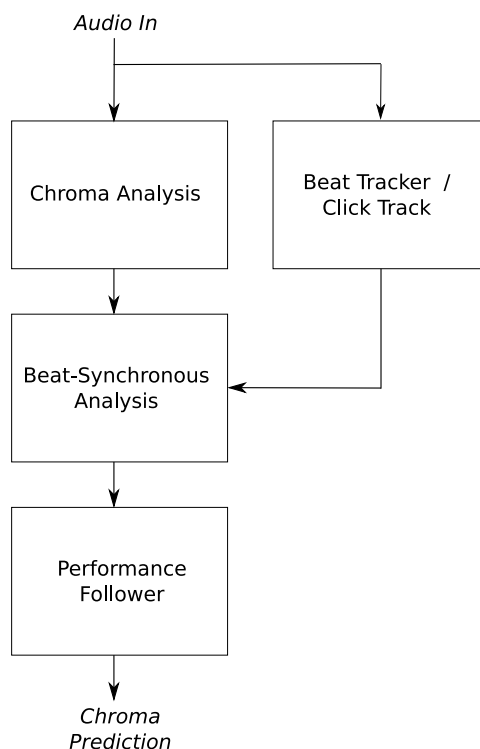 Audio In
Chroma Analysis
Beat Tracker /
Click Track
Beat-Synchronous
Analysis
Performance
Follower
Chroma
Prediction